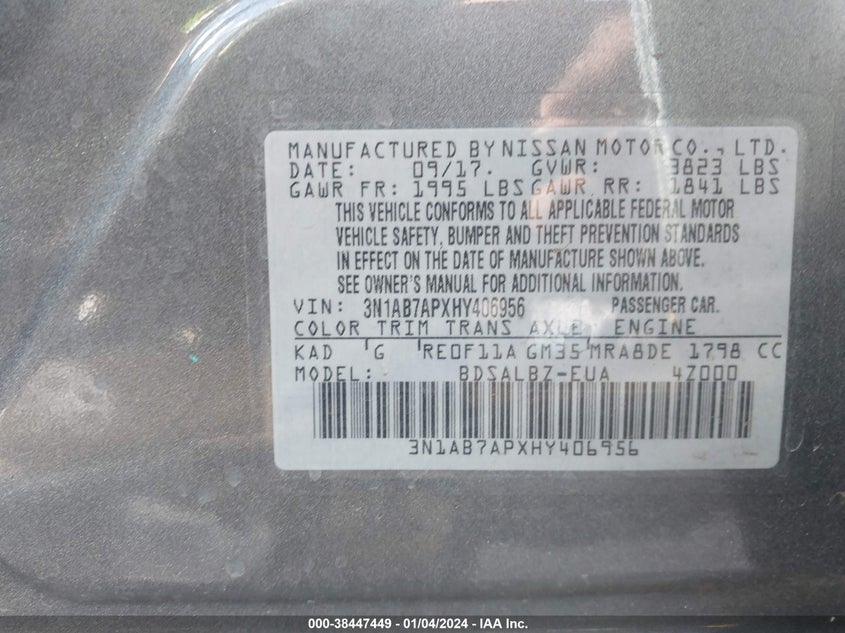 MANUFACTURED BY NISSAN MOTOR CO., LTD.
DATE: 09/17. GVWR: 3823 LBS
GAWR FR: 1995 LBS GAWR RR: 1841 LBS
THIS VEHICLE CONFORMS TO ALL APPLICABLE FEDERAL MOTOR
VEHICLE SAFETY, BUMPER AND THEFT PREVENTION STANDARDS
IN EFFECT ON THE DATE OF MANUFACTURE SHOWN ABOVE.
SEE OWNER'S MANUAL FOR ADDITIONAL INFORMATION.
VIN: 3N1AB7APXHY406956 PASSENGER CAR.
COLOR TRIM TRANS AXLE ENGINE
KAD G RE0F11A GM35 MRA8DE 1798 CC
MODEL: BDSALBZ-EUA 4Z000
3N1AB7APXHY406956
000-38447449 - 01/04/2024 - IAA Inc.